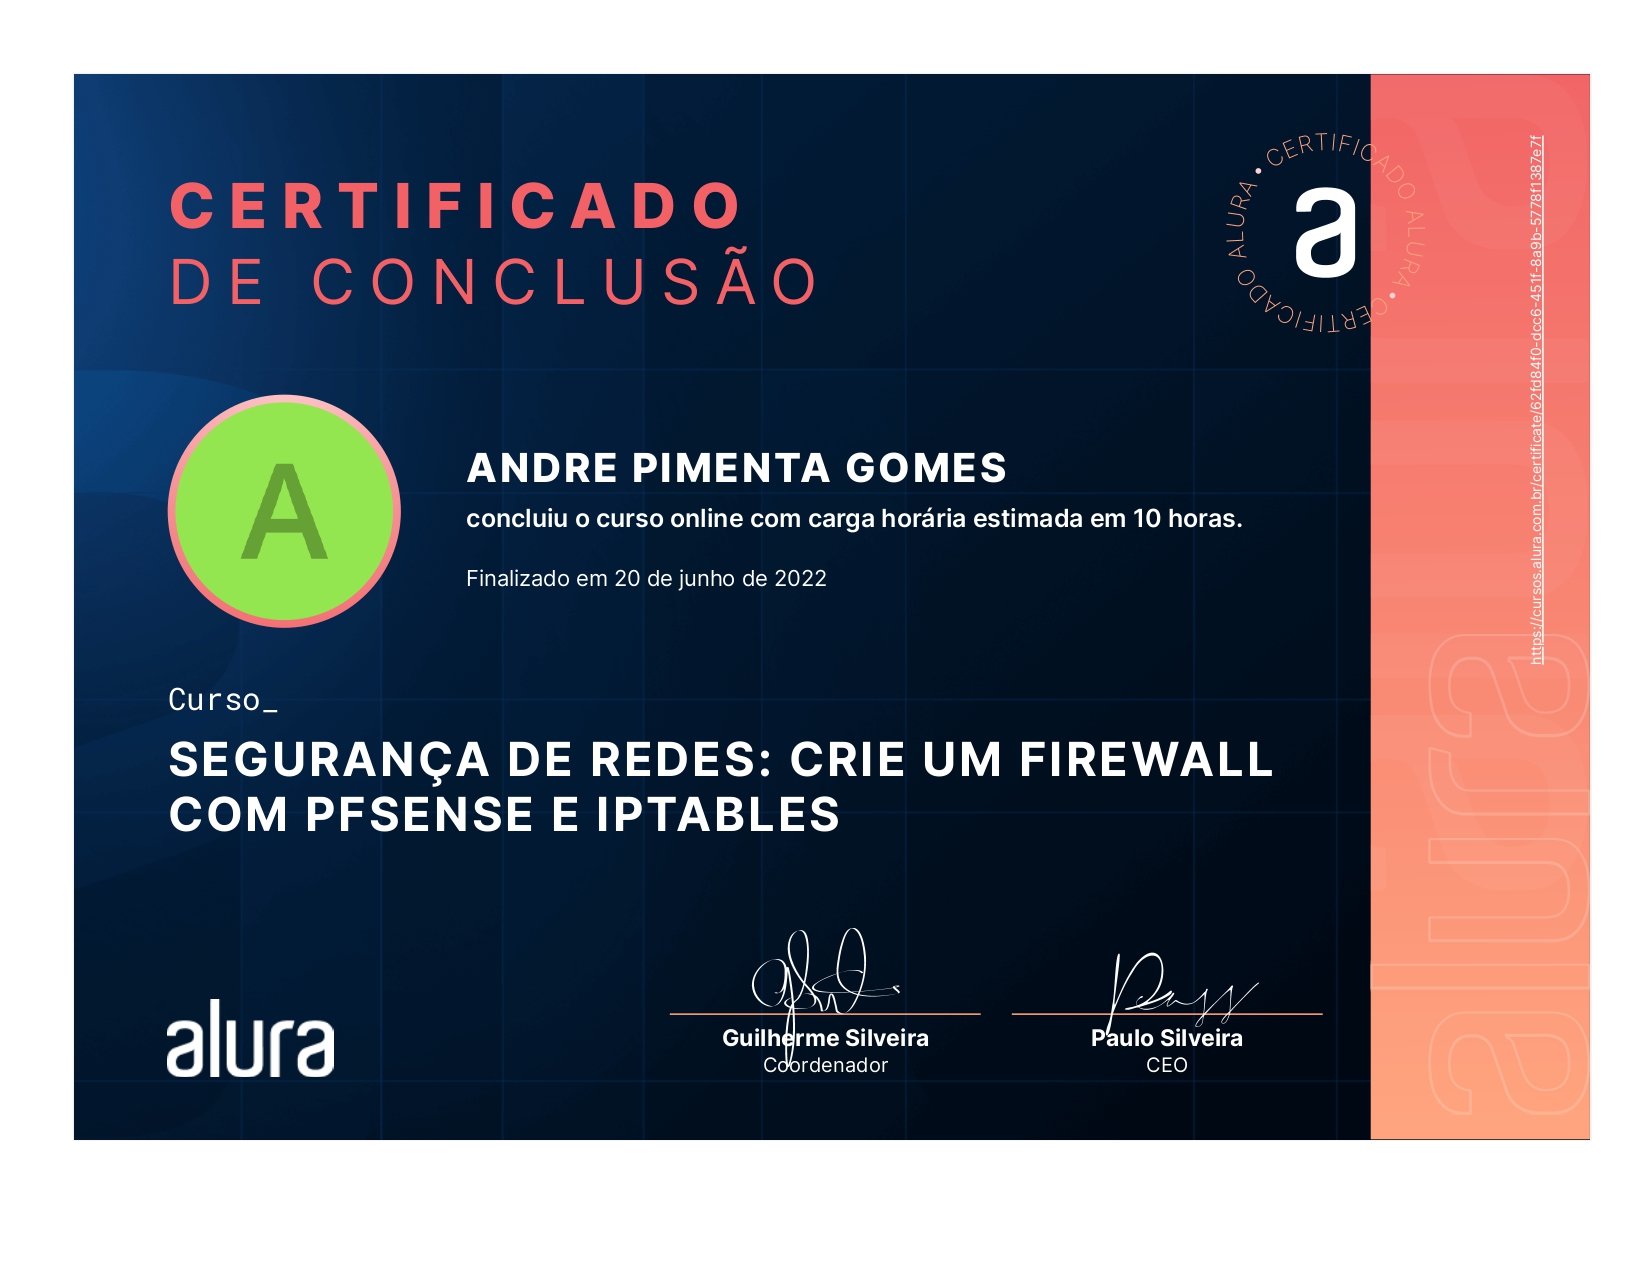 CERTIFICADO
DE CONCLUSÃO
CERTIFICADO ALURA • CERTIFICADO ALURA •
a
https://cursos.alura.com.br/certificate/62fd84f0-dcc6-451f-8a9b-5778f1387e7f
A
ANDRE PIMENTA GOMES
concluiu o curso online com carga horária estimada em 10 horas.
Finalizado em 20 de junho de 2022
Curso_
SEGURANÇA DE REDES: CRIE UM FIREWALL
COM PFSENSE E IPTABLES
alura
Guilherme Silveira
Coordenador
Paulo Silveira
CEO
alura